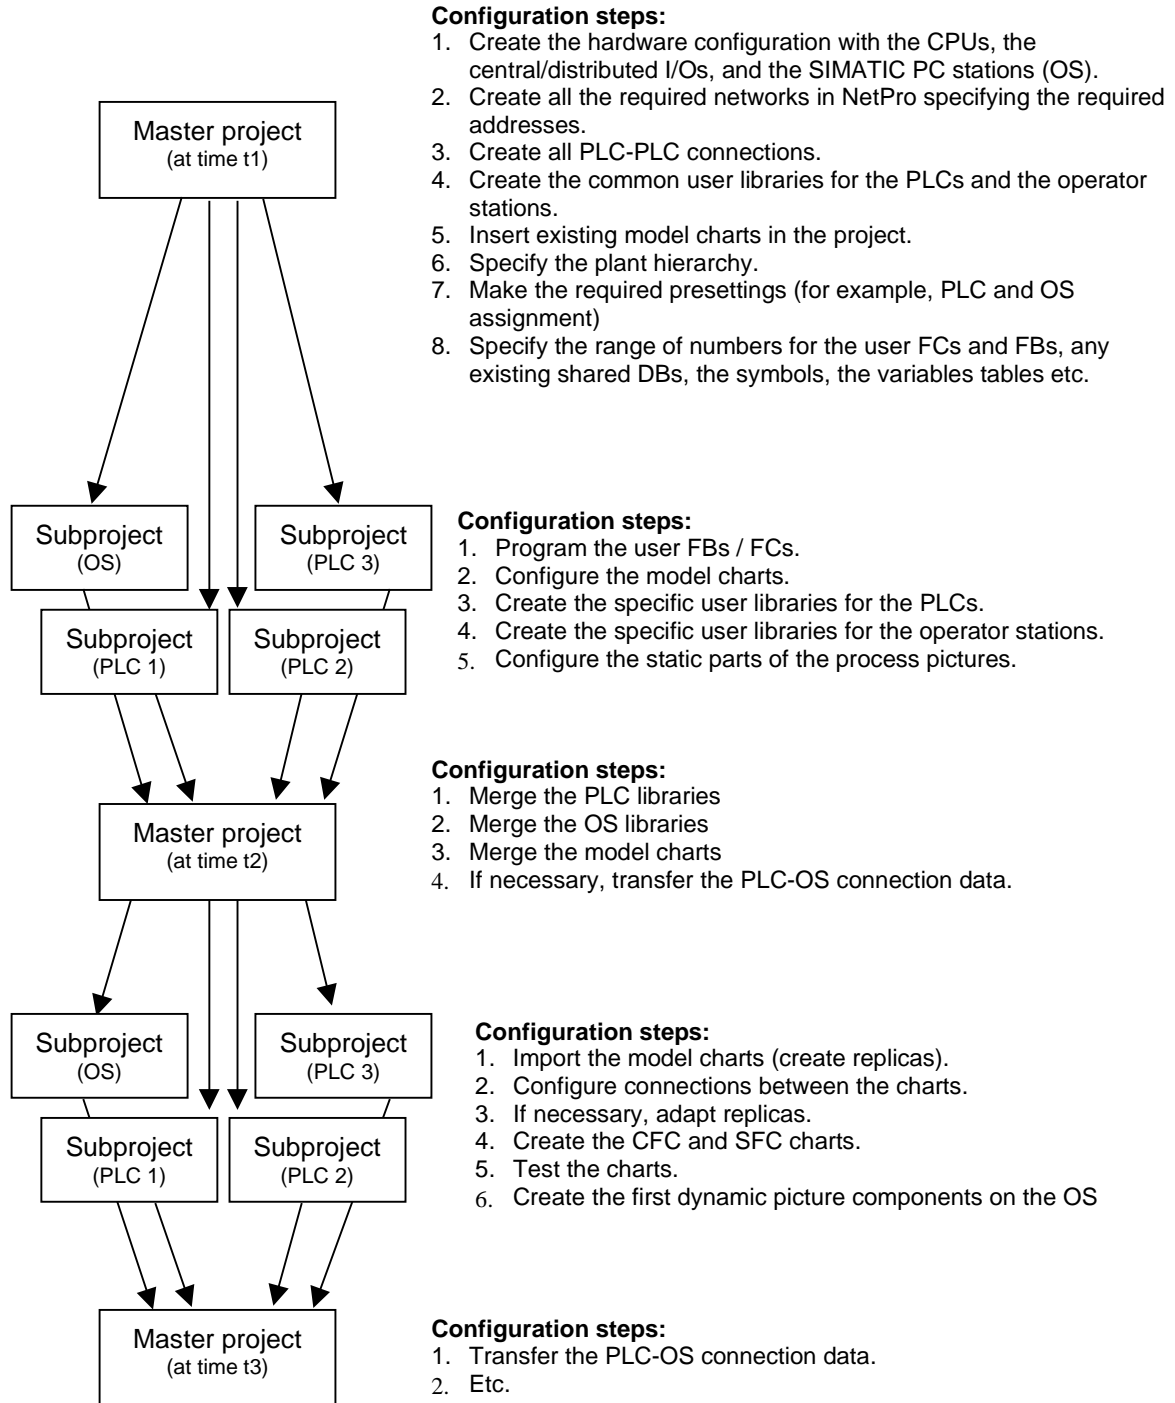 Configuration steps:
1. Create the hardware configuration with the CPUs, the
central/distributed I/Os, and the SIMATIC PC stations (OS).
2. Create all the required networks in NetPro specifying the required
addresses.
3. Create all PLC-PLC connections.
4. Create the common user libraries for the PLCs and the operator
stations.
5. Insert existing model charts in the project.
6. Specify the plant hierarchy.
7. Make the required presettings (for example, PLC and OS
assignment)
8. Specify the range of numbers for the user FCs and FBs, any
existing shared DBs, the symbols, the variables tables etc.
Master project
(at time t1)
Subproject
(OS)
Subproject
(PLC 3)
Subproject
(PLC 1)
Subproject
(PLC 2)
Configuration steps:
1. Program the user FBs / FCs.
2. Configure the model charts.
3. Create the specific user libraries for the PLCs.
4. Create the specific user libraries for the operator stations.
5. Configure the static parts of the process pictures.
Master project
(at time t2)
Configuration steps:
1. Merge the PLC libraries
2. Merge the OS libraries
3. Merge the model charts
4. If necessary, transfer the PLC-OS connection data.
Subproject
(OS)
Subproject
(PLC 3)
Subproject
(PLC 1)
Subproject
(PLC 2)
Configuration steps:
1. Import the model charts (create replicas).
2. Configure connections between the charts.
3. If necessary, adapt replicas.
4. Create the CFC and SFC charts.
5. Test the charts.
6. Create the first dynamic picture components on the OS
Master project
(at time t3)
Configuration steps:
1. Transfer the PLC-OS connection data.
2. Etc.